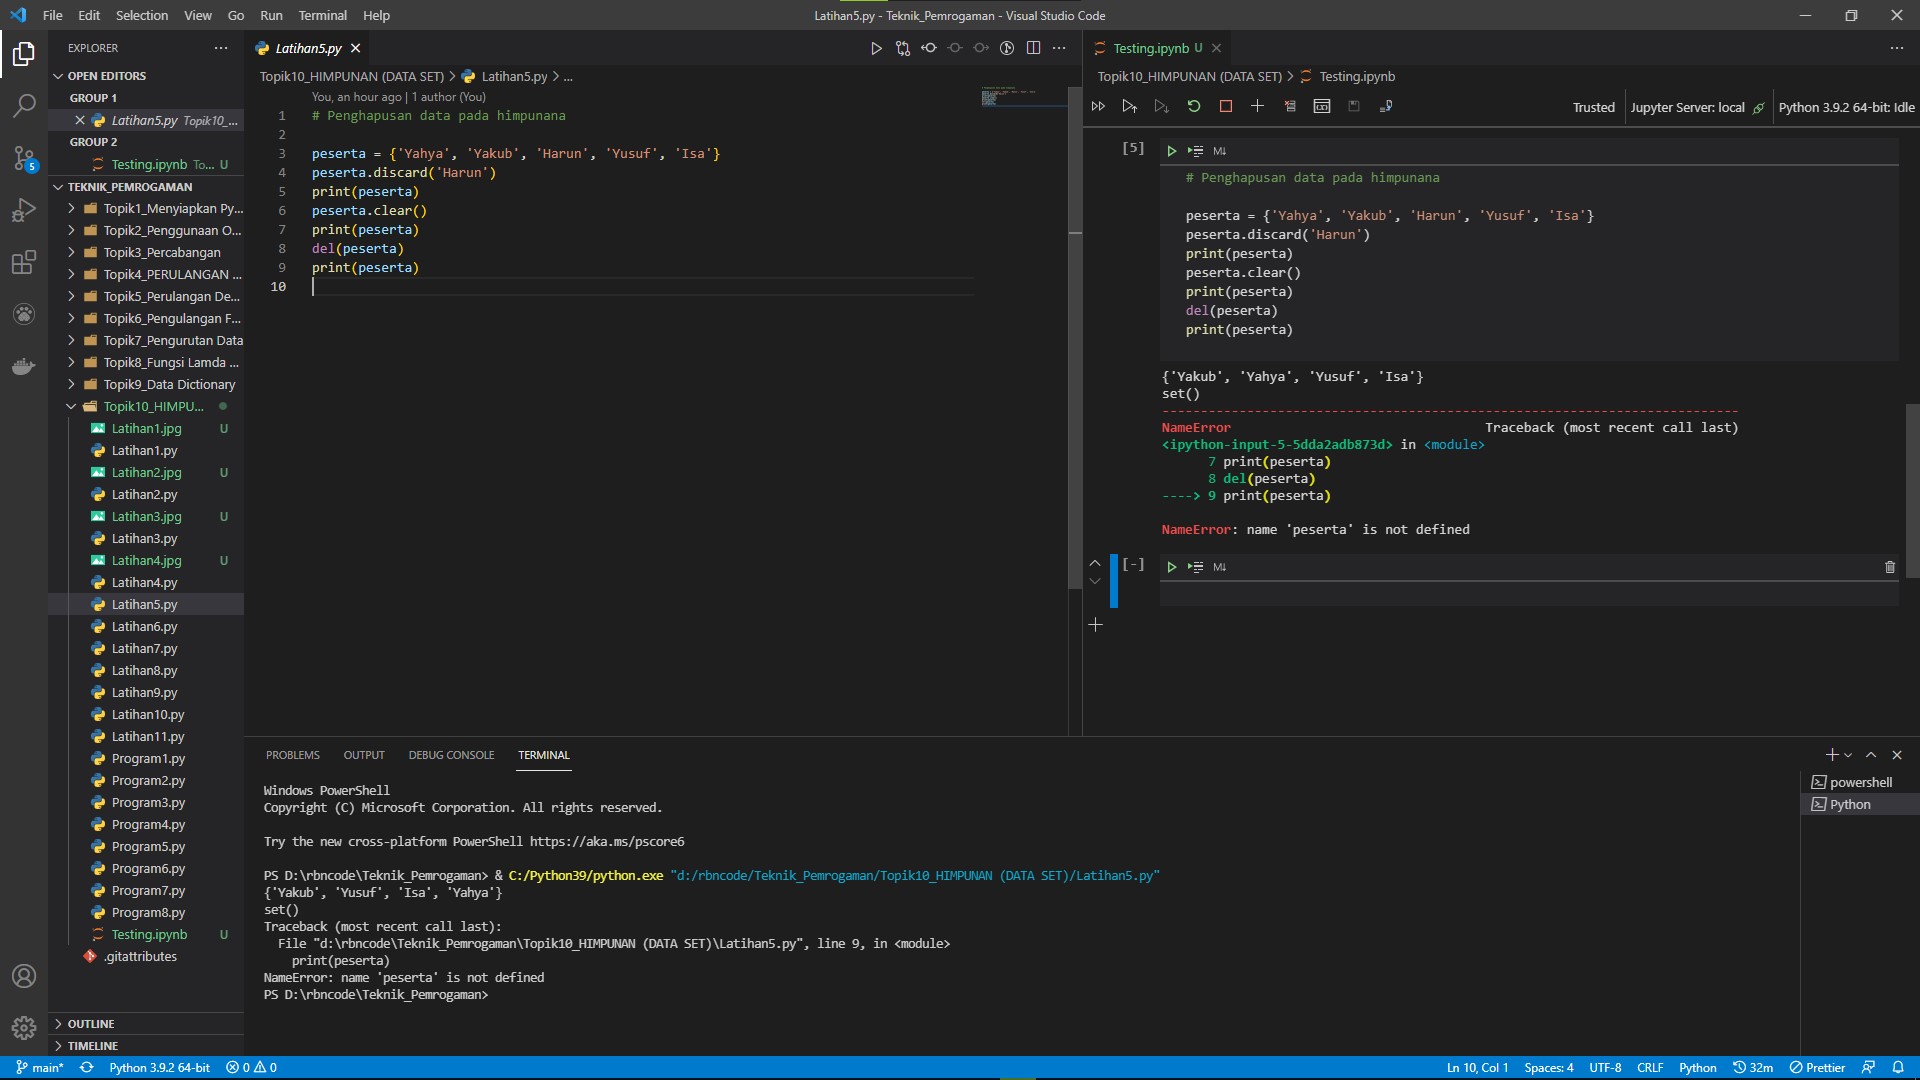 File Edit Selection View Go Run Terminal Help
Latihan5.py - Teknik_Pemrogaman - Visual Studio Code
EXPLORER
OPEN EDITORS
GROUP 1
Latihan5.py Topik10_...
GROUP 2
Testing.ipynb To... U
TEKNIK_PEMROGAMAN
Topik1_Menyiapkan Py...
Topik2_Penggunaan O...
Topik3_Percabangan
Topik4_PERULANGAN ...
Topik5_Perulangan De...
Topik6_Pengulangan F...
Topik7_Pengurutan Data
Topik8_Fungsi Lamda ...
Topik9_Data Dictionary
Topik10_HIMPU...
Latihan1.jpg U
Latihan1.py
Latihan2.jpg U
Latihan2.py
Latihan3.jpg U
Latihan3.py
Latihan4.jpg U
Latihan4.py
Latihan5.py
Latihan6.py
Latihan7.py
Latihan8.py
Latihan9.py
Latihan10.py
Latihan11.py
Program1.py
Program2.py
Program3.py
Program4.py
Program5.py
Program6.py
Program7.py
Program8.py
Testing.ipynb U
.gitattributes
OUTLINE
TIMELINE
5
Latihan5.py
Topik10_HIMPUNAN (DATA SET) > Latihan5.py > ...
You, an hour ago | 1 author (You)
1 # Penghapusan data pada himpunana
2
3 peserta = {'Yahya', 'Yakub', 'Harun', 'Yusuf', 'Isa'}
4 peserta.discard('Harun')
5 print(peserta)
6 peserta.clear()
7 print(peserta)
8 del(peserta)
9 print(peserta)
10
Testing.ipynb U
Topik10_HIMPUNAN (DATA SET) > Testing.ipynb
Trusted Jupyter Server: local Python 3.9.2 64-bit: Idle
[5] M↓
# Penghapusan data pada himpunana
peserta = {'Yahya', 'Yakub', 'Harun', 'Yusuf', 'Isa'}
peserta.discard('Harun')
print(peserta)
peserta.clear()
print(peserta)
del(peserta)
print(peserta)
{'Yakub', 'Yahya', 'Yusuf', 'Isa'}
set()
---------------------------------------------------------------------------
NameError Traceback (most recent call last)
<ipython-input-5-5dda2adb873d> in <module>
7 print(peserta)
8 del(peserta)
----> 9 print(peserta)
NameError: name 'peserta' is not defined
[-] M↓
PROBLEMS OUTPUT DEBUG CONSOLE TERMINAL
powershell
Python
Windows PowerShell
Copyright (C) Microsoft Corporation. All rights reserved.
Try the new cross-platform PowerShell https://aka.ms/pscore6
PS D:\rbncode\Teknik_Pemrogaman> & C:/Python39/python.exe "d:/rbncode/Teknik_Pemrogaman/Topik10_HIMPUNAN (DATA SET)/Latihan5.py"
{'Yakub', 'Yusuf', 'Isa', 'Yahya'}
set()
Traceback (most recent call last):
File "d:\rbncode\Teknik_Pemrogaman\Topik10_HIMPUNAN (DATA SET)\Latihan5.py", line 9, in <module>
print(peserta)
NameError: name 'peserta' is not defined
PS D:\rbncode\Teknik_Pemrogaman>
main* Python 3.9.2 64-bit 0 0
Ln 10, Col 1 Spaces: 4 UTF-8 CRLF Python 32m Prettier